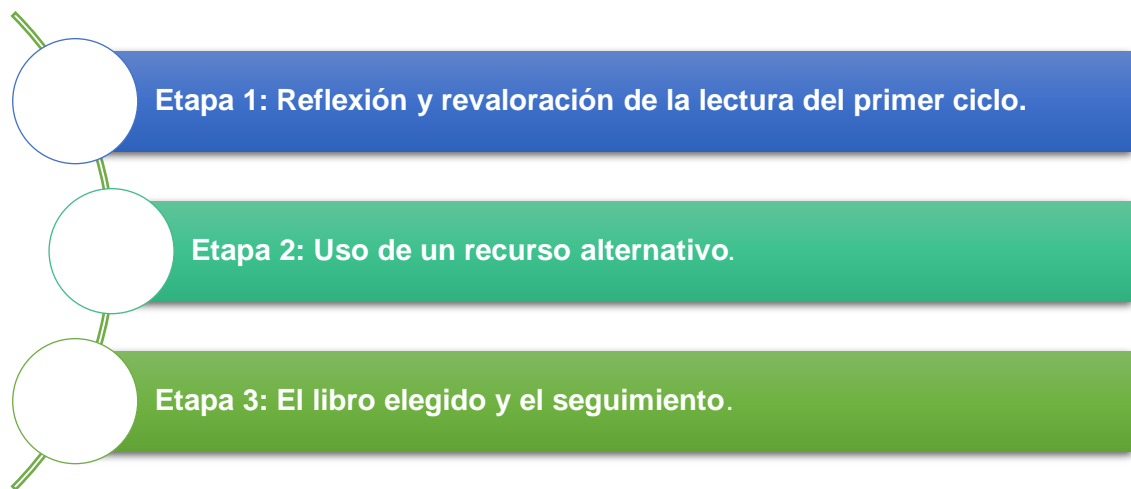 Etapa 1: Reflexión y revaloración de la lectura del primer ciclo.
Etapa 2: Uso de un recurso alternativo.
Etapa 3: El libro elegido y el seguimiento.